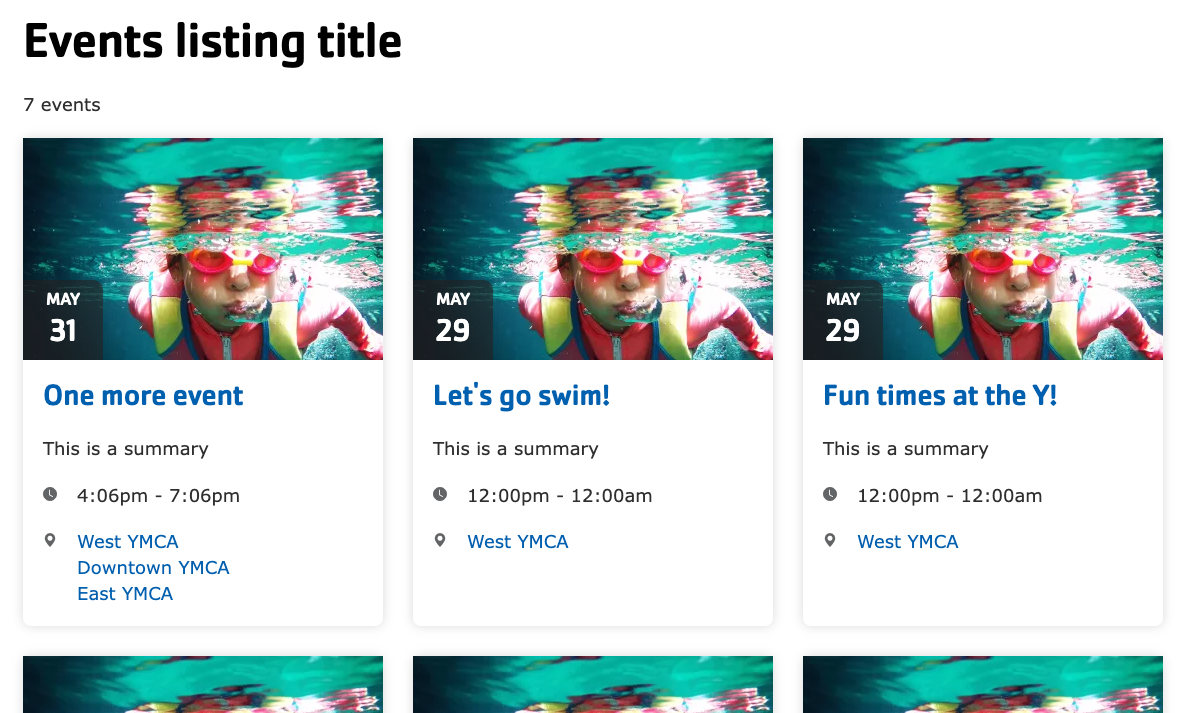 Events listing title
7 events
MAY
31
One more event
This is a summary
4:06pm - 7:06pm
West YMCA
Downtown YMCA
East YMCA
MAY
29
Let's go swim!
This is a summary
12:00pm - 12:00am
West YMCA
MAY
29
Fun times at the Y!
This is a summary
12:00pm - 12:00am
West YMCA